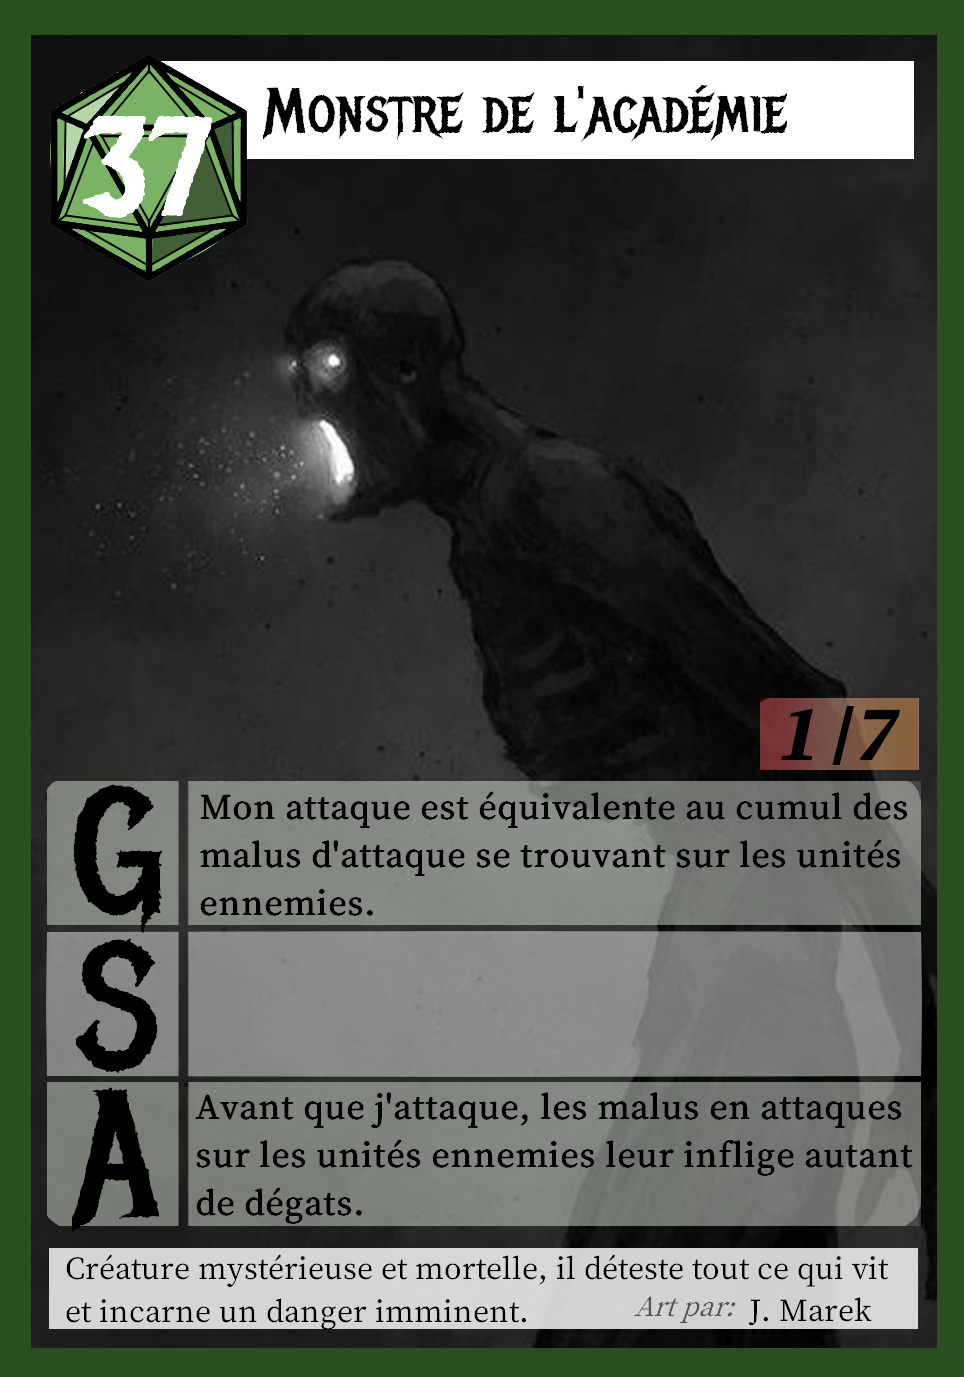 37
Monstre de l'académie
1/7
G
Mon attaque est équivalente au cumul des
malus d'attaque se trouvant sur les unités
ennemies.
S
A
Avant que j'attaque, les malus en attaques
sur les unités ennemies leur inflige autant
de dégats.
Créature mystérieuse et mortelle, il déteste tout ce qui vit
et incarne un danger imminent.
Art par: J. Marek